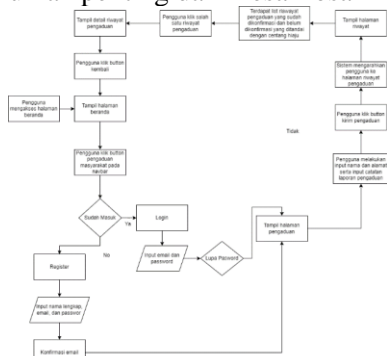 Tampil detail riwayat
pengaduan
Pengguna klik salah
satu riwayat
pengaduan
Terdapat list riwayat
pengaduan yang sudah
dikonfirmasi dan belum
dikonfirmasi yang ditandai
dengan centang hijau
Tampil halaman
riwayat
Pengguna klik button
kembali
Sistem mengarahkan
pengguna ke
halaman riwayat
pengaduan
Pengguna
mengakses halaman
beranda
Tampil halaman
beranda
Pengguna klik button
kirim pengaduan
Pengguna klik button
pengaduan
masyarakat pada
navbar
Tidak
Pengguna melakukan
input nama dan alamat
serta input catatan
laporan pengaduan
Sudah Masuk
Ya
Login
Tampil halaman
pengaduan
No
Input email dan
password
Lupa Password
Register
Input nama lengkap,
email, dan passwor
Konfirmasi email